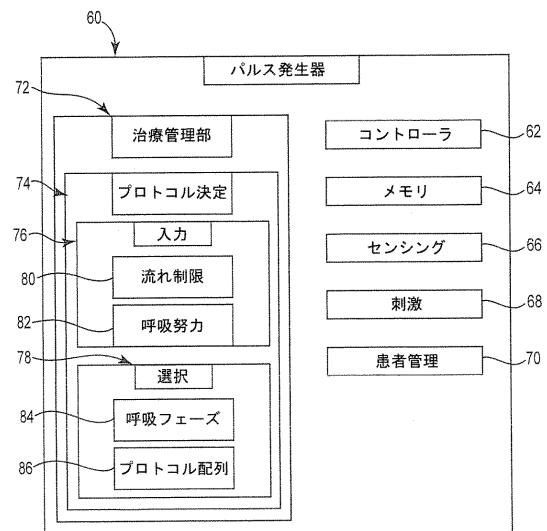 60
パルス発生器
72
治療管理部
74
プロトコル決定
76
入力
80
流れ制限
82
呼吸努力
78
選択
84
呼吸フェーズ
86
プロトコル配列
コントローラ
62
メモリ
64
センシング
66
刺激
68
患者管理
70